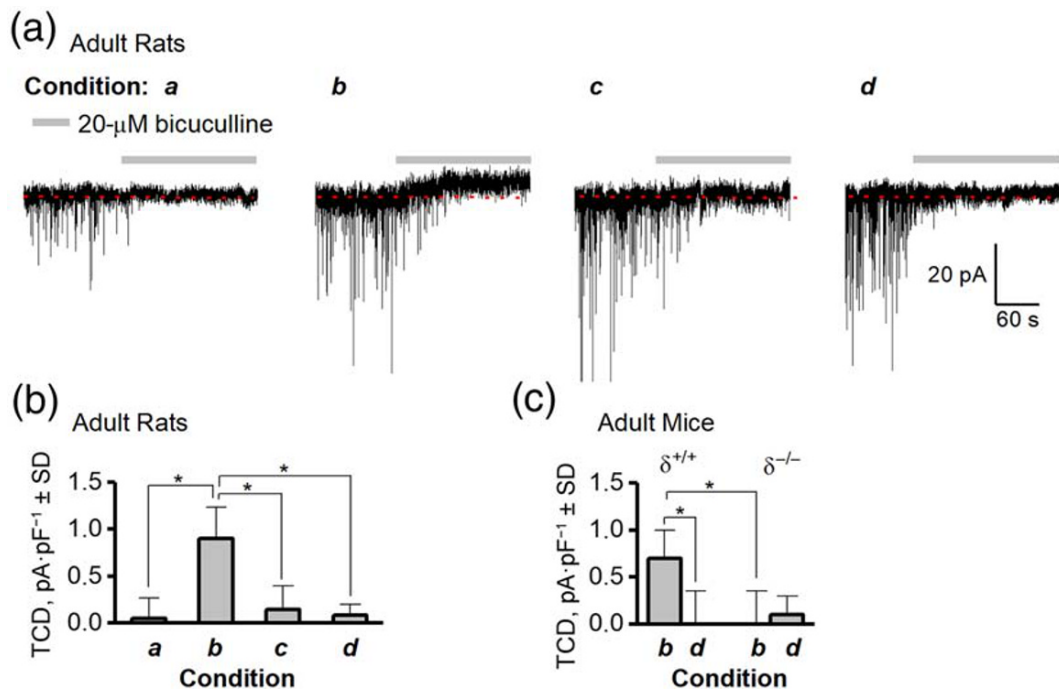 (a) Adult Rats
Condition: a b c d
20-μM bicuculline
20 pA
60 s
(b) Adult Rats
TCD, pA·pF⁻¹ ± SD
1.5
1.0
0.5
0.0
* * *
a b c d
Condition
(c) Adult Mice
δ+/+ δ−/−
TCD, pA·pF⁻¹ ± SD
1.5
1.0
0.5
0.0
*
*
b d b d
Condition